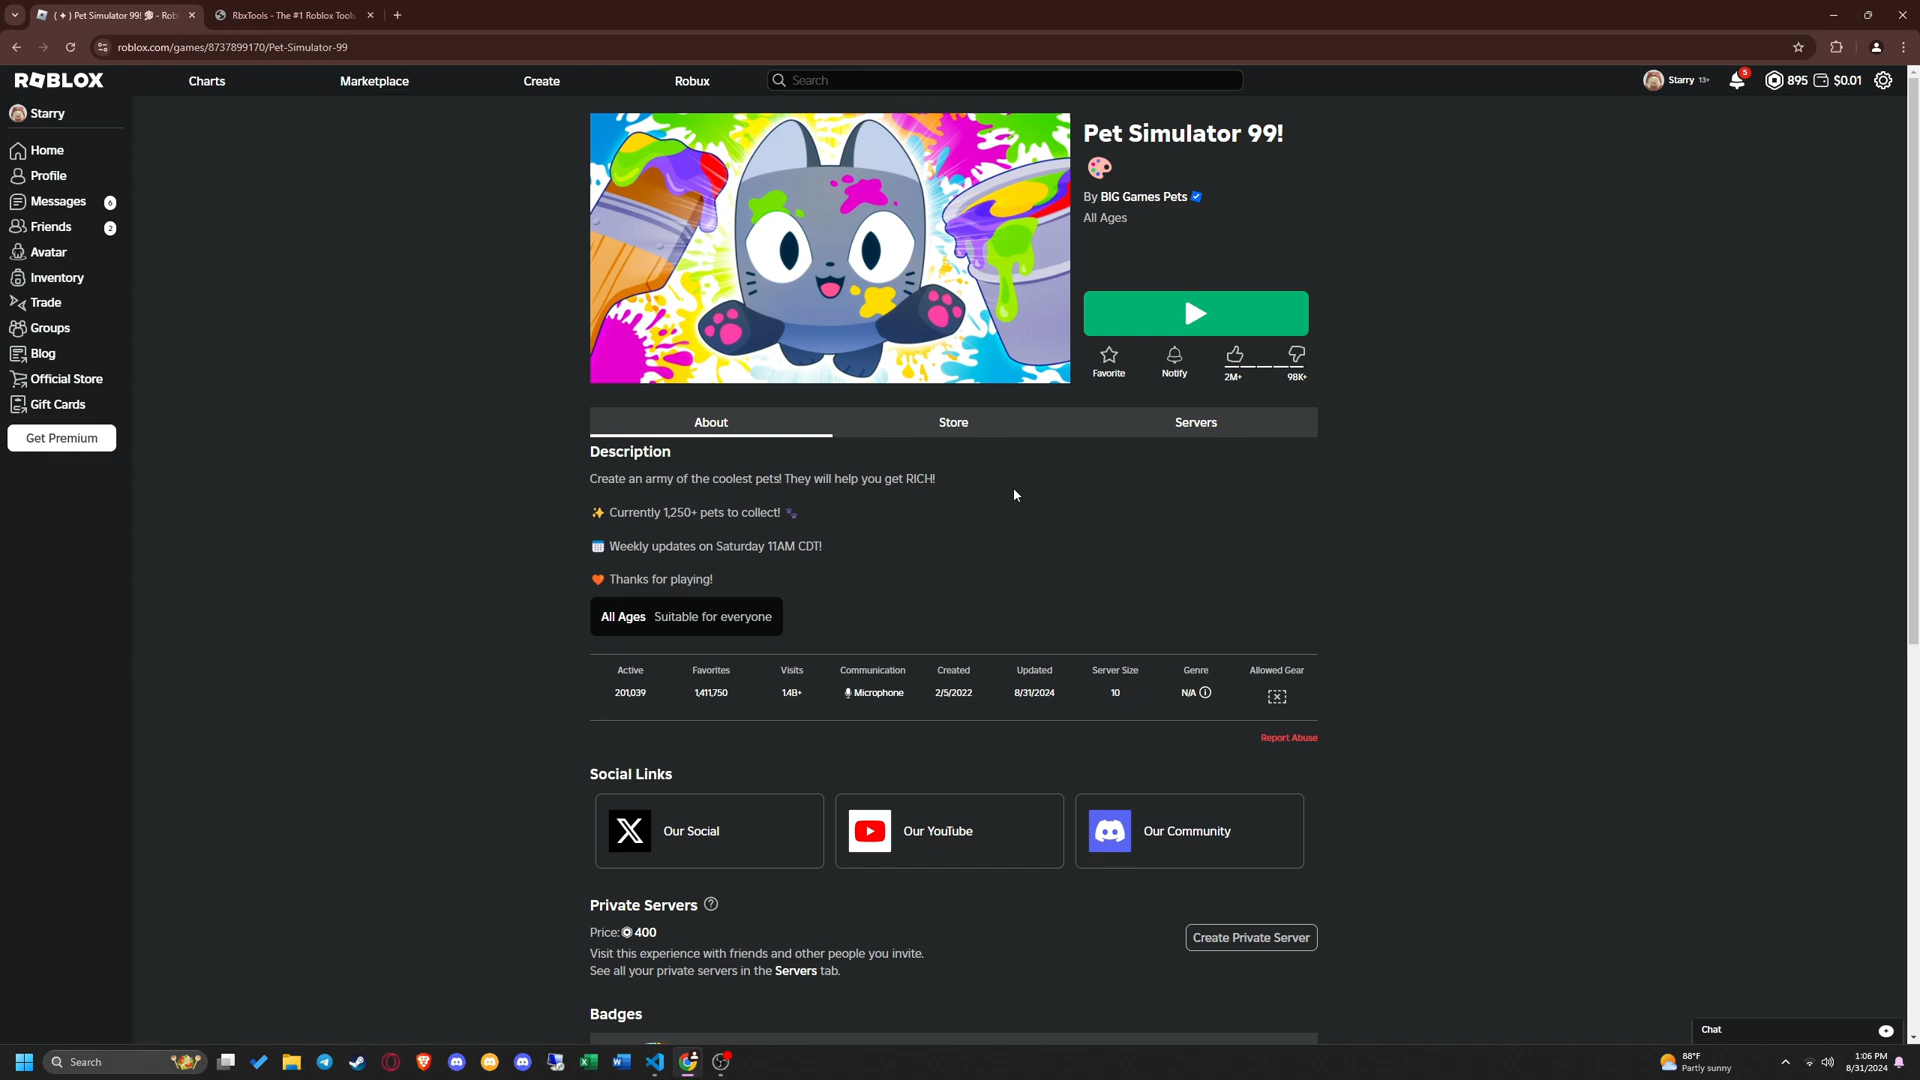 ( ✦ ) Pet Simulator 99! 🎨 - Rob
RbxTools - The #1 Roblox Tools
roblox.com/games/8737899170/Pet-Simulator-99
ROBLOX
Charts
Marketplace
Create
Robux
Search
Starry 13+
5
895
$0.01
Starry
Home
Profile
Messages 6
Friends 2
Avatar
Inventory
Trade
Groups
Blog
Official Store
Gift Cards
Get Premium
Pet Simulator 99!
🎨
By BIG Games Pets
All Ages
Favorite
Notify
2M+
98K+
About
Store
Servers
Description
Create an army of the coolest pets! They will help you get RICH!
✨ Currently 1,250+ pets to collect! 🐾
🗓️ Weekly updates on Saturday 11AM CDT!
🧡 Thanks for playing!
All Ages Suitable for everyone
Active Favorites Visits Communication Created Updated Server Size Genre Allowed Gear
201,039 1,411,750 1.4B+ Microphone 2/5/2022 8/31/2024 10 N/A
Report Abuse
Social Links
Our Social
Our YouTube
Our Community
Private Servers
Price: 400
Create Private Server
Visit this experience with friends and other people you invite.
See all your private servers in the Servers tab.
Badges
Chat
Search
88°F
Partly sunny
1:06 PM
8/31/2024